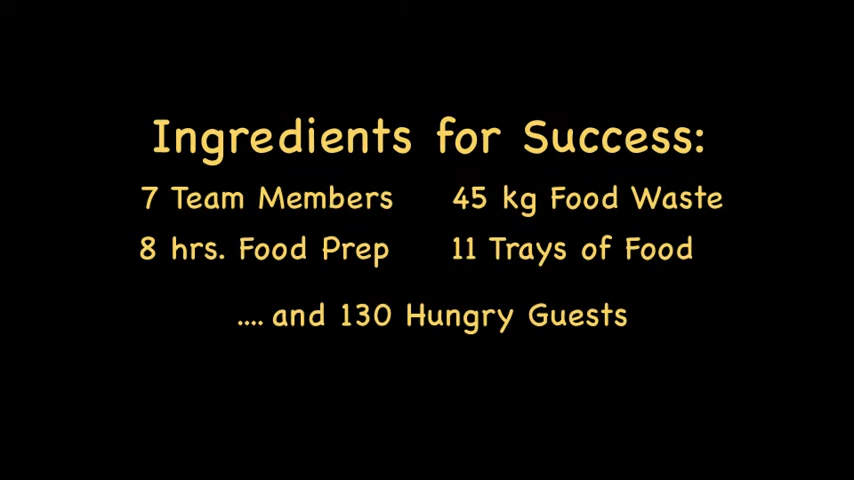 Ingredients for Success:
7 Team Members 45 kg Food Waste
8 hrs. Food Prep 11 Trays of Food
.... and 130 Hungry Guests